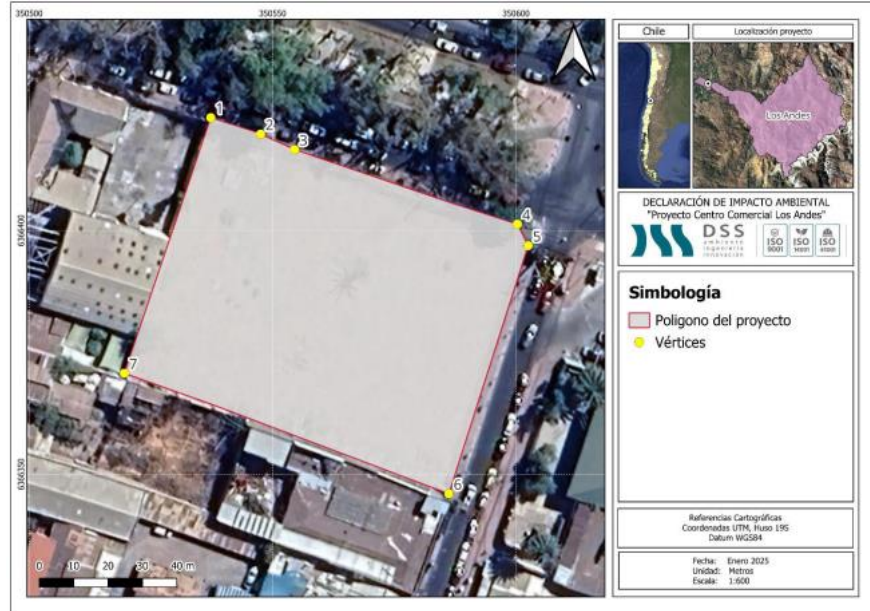 350500
350550
350600
6366400
6366350
1
2
3
4
5
6
7
0 10 20 30 40 m
Chile
Localización proyecto
Los Andes
DECLARACIÓN DE IMPACTO AMBIENTAL
"Proyecto Centro Comercial Los Andes"
DSS
ambiente
ingeniería
innovación
ISO
9001
ISO
14001
ISO
45001
Simbología
Poligono del proyecto
Vértices
Referencias Cartográficas
Coordenadas UTM, Huso 19S
Datum WGS84
Fecha: Enero 2025
Unidad: Metros
Escala: 1:600